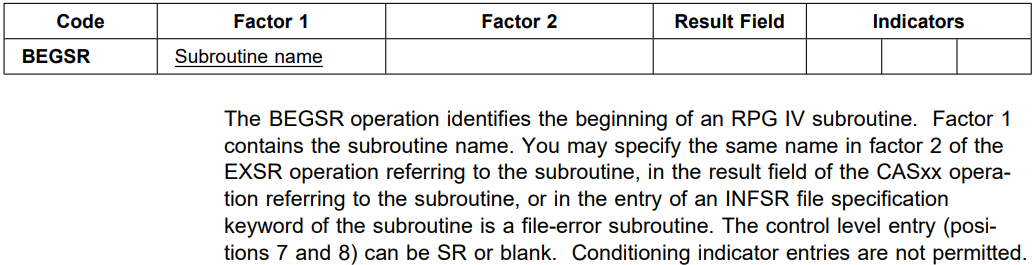 Code Factor 1 Factor 2 Result Field Indicators
BEGSR Subroutine name
The BEGSR operation identifies the beginning of an RPG IV subroutine. Factor 1
contains the subroutine name. You may specify the same name in factor 2 of the
EXSR operation referring to the subroutine, in the result field of the CASxx opera-
tion referring to the subroutine, or in the entry of an INFSR file specification
keyword of the subroutine is a file-error subroutine. The control level entry (posi-
tions 7 and 8) can be SR or blank. Conditioning indicator entries are not permitted.